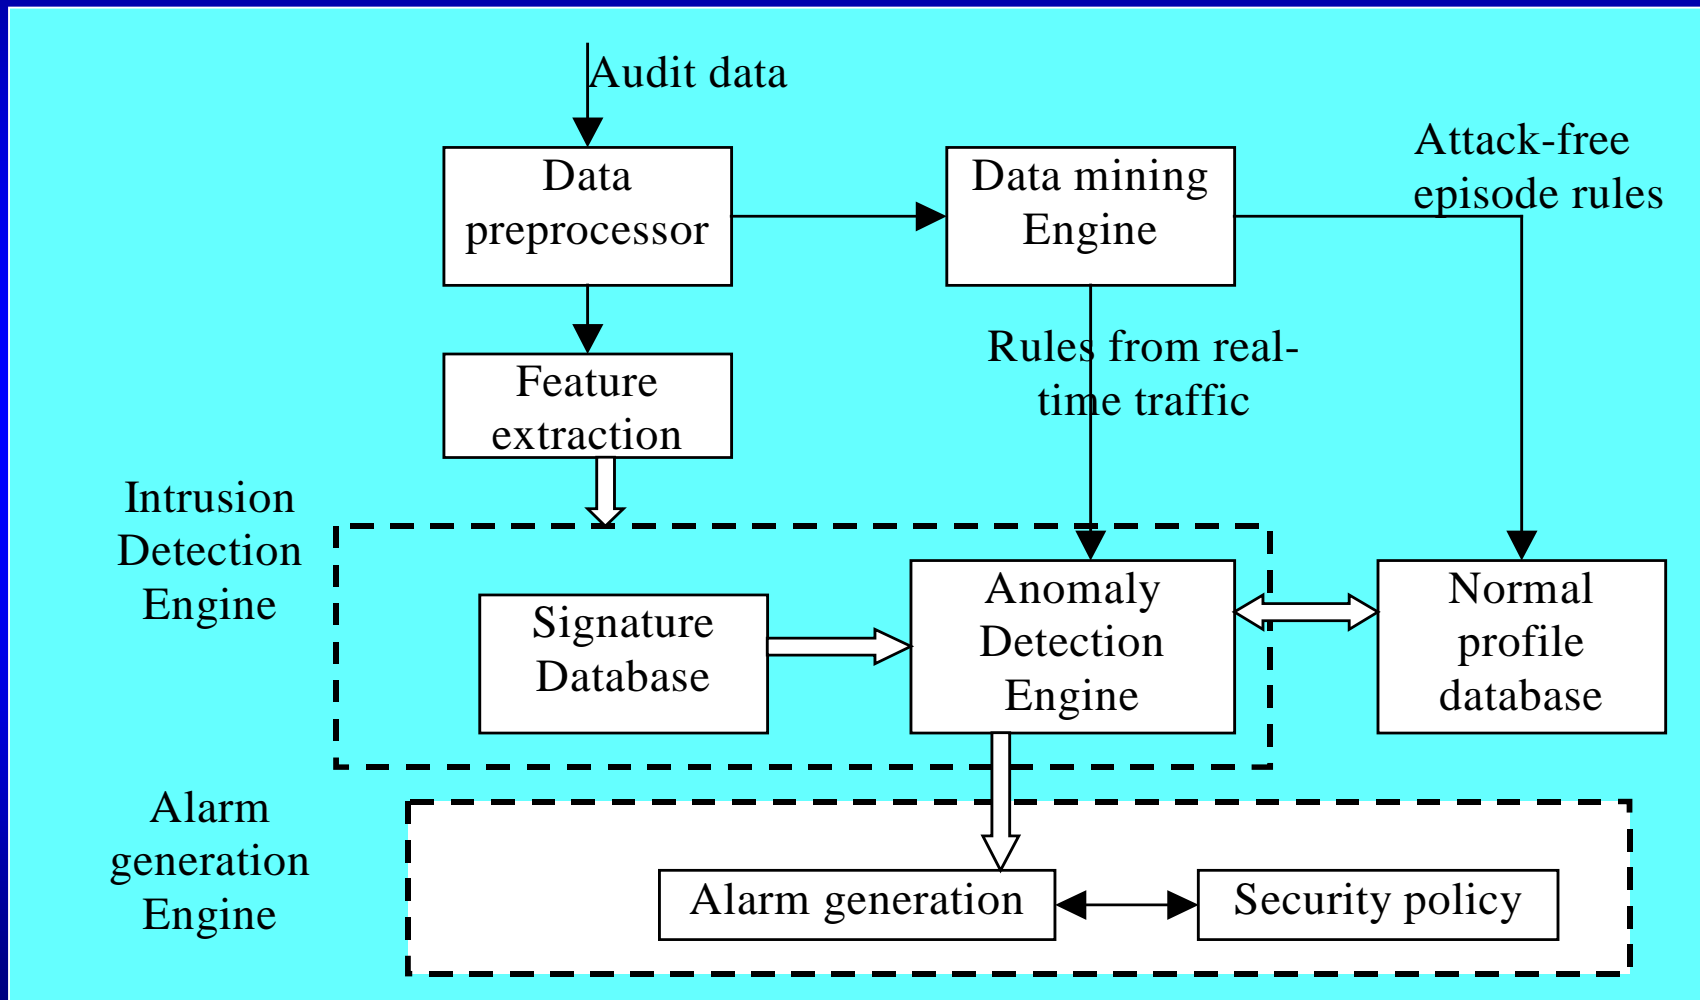 Audit data
Data
preprocessor
Data mining
Engine
Attack-free
episode rules
Rules from real-
time traffic
Feature
extraction
Intrusion
Detection
Engine
Signature
Database
Anomaly
Detection
Engine
Normal
profile
database
Alarm
generation
Engine
Alarm generation
Security policy